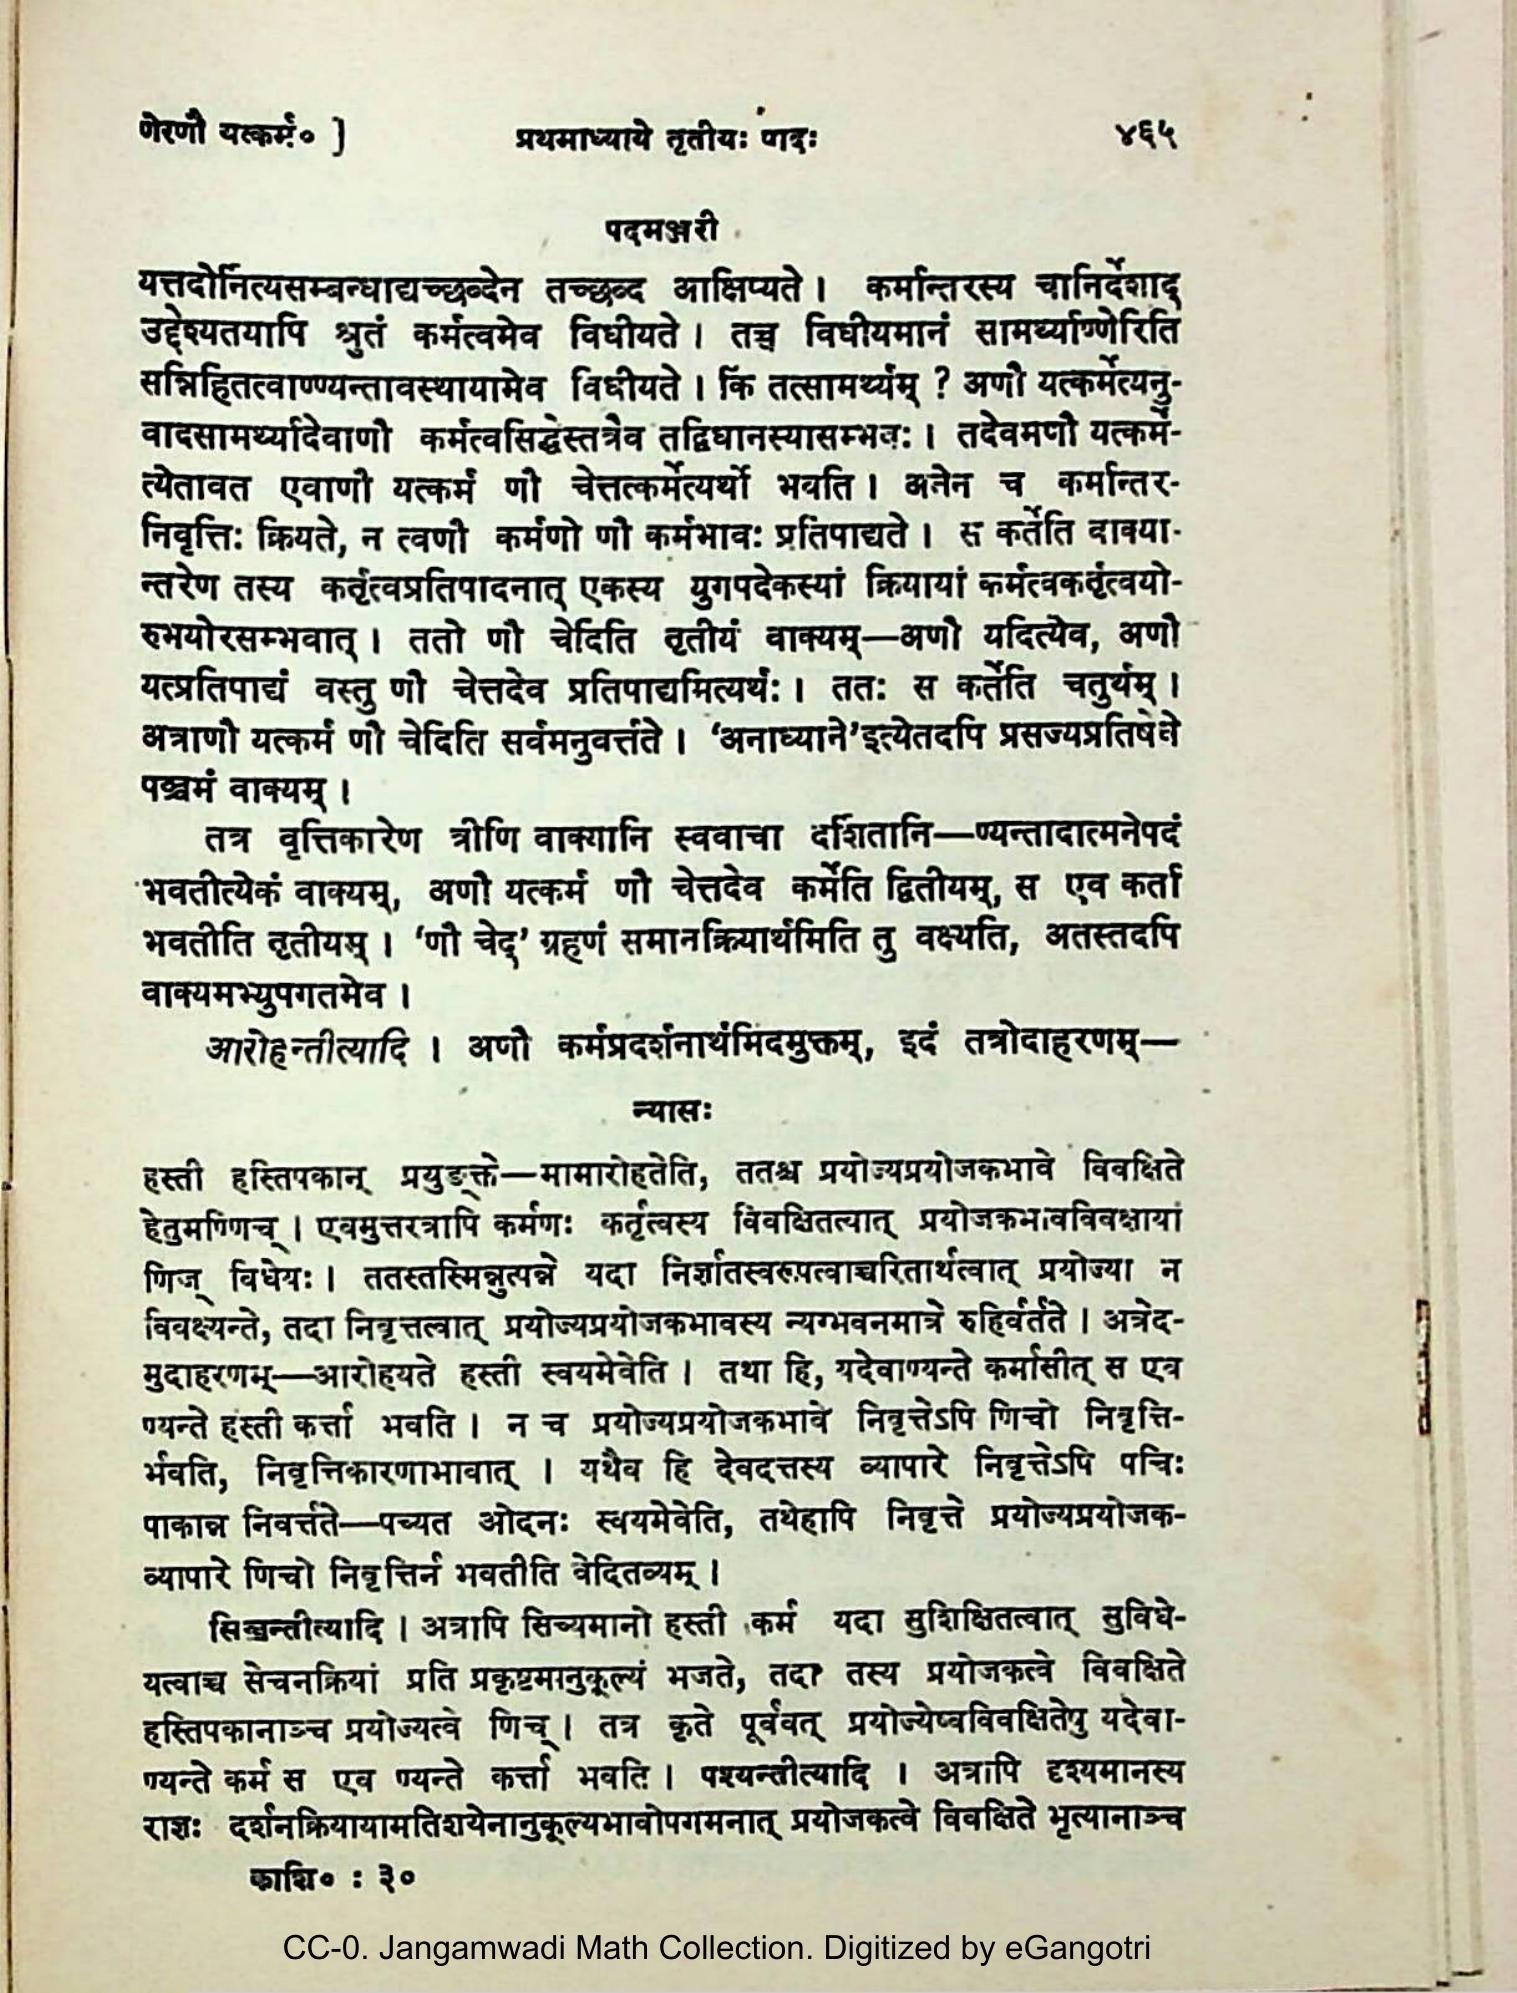 णेरणौ यत्कर्म० ]
प्रथमाध्याये तृतीयः पादः
४६५
पदमञ्जरी
यत्तदोर्नित्यसम्बन्धाद्यच्छब्देन तच्छब्द आक्षिप्यते । कर्मान्तरस्य चानिर्देशाद्
उद्देश्यतयापि श्रुतं कर्मत्वमेव विधीयते । तच्च विधीयमानं सामर्थ्याण्णेरिति
सन्निहितत्वाण्ण्यन्तावस्थायामेव विधीयते । किं तत्सामर्थ्यम् ? अणौ यत्कर्मेत्यनु-
वादसामर्थ्यादेवाणौ कर्मत्वसिद्धेस्तत्रैव तद्विधानस्यासम्भवः । तदेवमणौ यत्कर्मे-
त्येतावत एवाणौ यत्कर्म णौ चेत्तत्कर्मेत्यर्थो भवति । अनेन च कर्मान्तर-
निवृत्तिः क्रियते, न त्वणौ कर्मणो णौ कर्मभावः प्रतिपाद्यते । स कर्तेति वाक्या-
न्तरेण तस्य कर्तृत्वप्रतिपादनात् एकस्य युगपदेकस्यां क्रियायां कर्मत्वकर्तृत्वयो-
रुभयोरसम्भवात् । ततो णौ चेदिति तृतीयं वाक्यम्—अणौ यदित्येव, अणौ
यत्प्रतिपाद्यं वस्तु णौ चेत्तदेव प्रतिपाद्यमित्यर्थः । ततः स कर्तेति चतुर्थम् ।
अत्राणौ यत्कर्म णौ चेदिति सर्वमनुवर्त्तते । ‘अनाध्याने’इत्येतदपि प्रसज्यप्रतिषेधे
पञ्चमं वाक्यम् ।
तत्र वृत्तिकारेण त्रीणि वाक्यानि स्ववाचा दर्शितानि—ण्यन्तादात्मनेपदं
भवतीत्येकं वाक्यम्, अणौ यत्कर्म णौ चेत्तदेव कर्मेति द्वितीयम्, स एव कर्ता
भवतीति तृतीयम् । ‘णौ चेद्’ ग्रहणं समानक्रियार्थमिति तु वक्ष्यति, अतस्तदपि
वाक्यमभ्युपगतमेव ।
आरोहन्तीत्यादि । अणौ कर्मप्रदर्शनार्थमिदमुक्तम्, इदं तत्रोदाहरणम्—
न्यासः
हस्ती हस्तिपकान् प्रयुङ्क्ते—मामारोहतेति, ततश्च प्रयोज्यप्रयोजकभावे विवक्षिते
हेतुमण्णिच् । एवमुत्तरत्रापि कर्मणः कर्तृत्वस्य विवक्षितत्वात् प्रयोजकभावविवक्षायां
णिज् विधेयः । ततस्तस्मिन्नुत्पन्ने यदा निर्ज्ञातस्वरूपत्वाच्चरितार्थत्वात् प्रयोज्या न
विवक्ष्यन्ते, तदा निवृत्तत्वात् प्रयोज्यप्रयोजकभावस्य न्यग्भवनमात्रे रुहिर्वर्तते । अत्रेद-
मुदाहरणम्—आरोहयते हस्ती स्वयमेवेति । तथा हि, यदेवाण्यन्ते कर्मासीत् स एव
ण्यन्ते हस्ती कर्त्ता भवति । न च प्रयोज्यप्रयोजकभावे निवृत्तेऽपि णिचो निवृत्ति-
र्भवति, निवृत्तिकारणाभावात् । यथैव हि देवदत्तस्य व्यापारे निवृत्तेऽपि पचिः
पाकान्न निवर्त्तते—पच्यत ओदनः स्वयमेवेति, तथेहापि निवृत्ते प्रयोज्यप्रयोजक-
व्यापारे णिचो निवृत्तिर्न भवतीति वेदितव्यम् ।
सिञ्चन्तीत्यादि । अत्रापि सिच्यमानो हस्ती कर्म यदा सुशिक्षितत्वात् सुविधे-
यत्वाच्च सेचनक्रियां प्रति प्रकृष्टमानुकूल्यं भजते, तदा तस्य प्रयोजकत्वे विवक्षिते
हस्तिपकानाञ्च प्रयोज्यत्वे णिच् । तत्र कृते पूर्ववत् प्रयोज्येष्वविवक्षितेषु यदेवा-
ण्यन्ते कर्म स एव ण्यन्ते कर्त्ता भवति । पश्यन्तीत्यादि । अत्रापि दृश्यमानस्य
राज्ञः दर्शनक्रियायामतिशयेनानुकूल्यभावोपगमनात् प्रयोजकत्वे विवक्षिते भृत्यानाञ्च
काशि० : ३०
CC-0. Jangamwadi Math Collection. Digitized by eGangotri